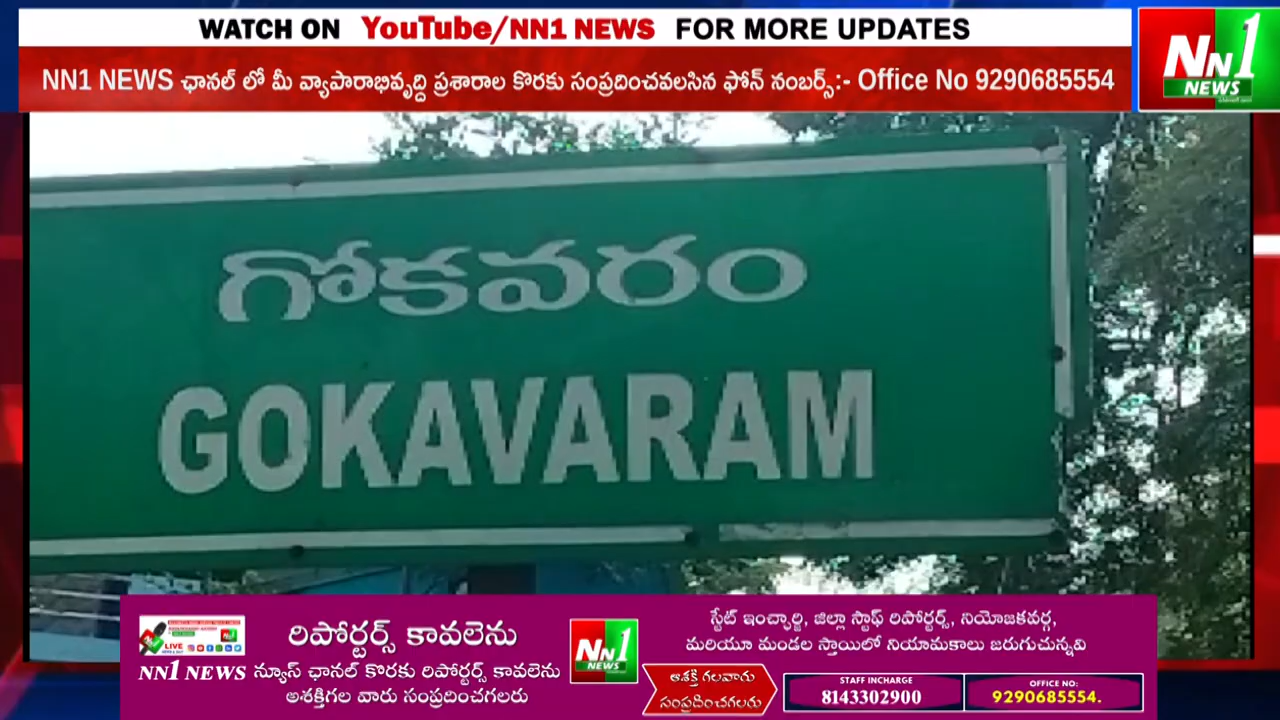 WATCH ON YouTube/NN1 NEWS FOR MORE UPDATES
NN1 NEWS ఛానల్ లో మీ వ్యాపారాభివృద్ది ప్రశారాల కొరకు సంప్రదించవలసిన ఫోన్ నంబర్స్:- Office No 9290685554
NN1
NEWS
గోకవరం
GOKAVARAM
LIVE
రిపోర్టర్స్ కావలెను
NN1 NEWS న్యూస్ ఛానల్ కొరకు రిపోర్టర్స్ కావలెను
అశక్తిగల వారు సంప్రదించగలరు
NN1
NEWS
స్టేట్ ఇంచ్చార్జి, జిల్లా స్టాఫ్ రిపోర్టర్స్, నియోజకవర్గ,
మరియూ మండల స్తాయిలో నియామకాలు జరుగుచున్నవి
ఆశక్తి గలవారు
సంప్రదించగలరు
STAFF INCHARGE
8143302900
OFFICE NO:
9290685554.